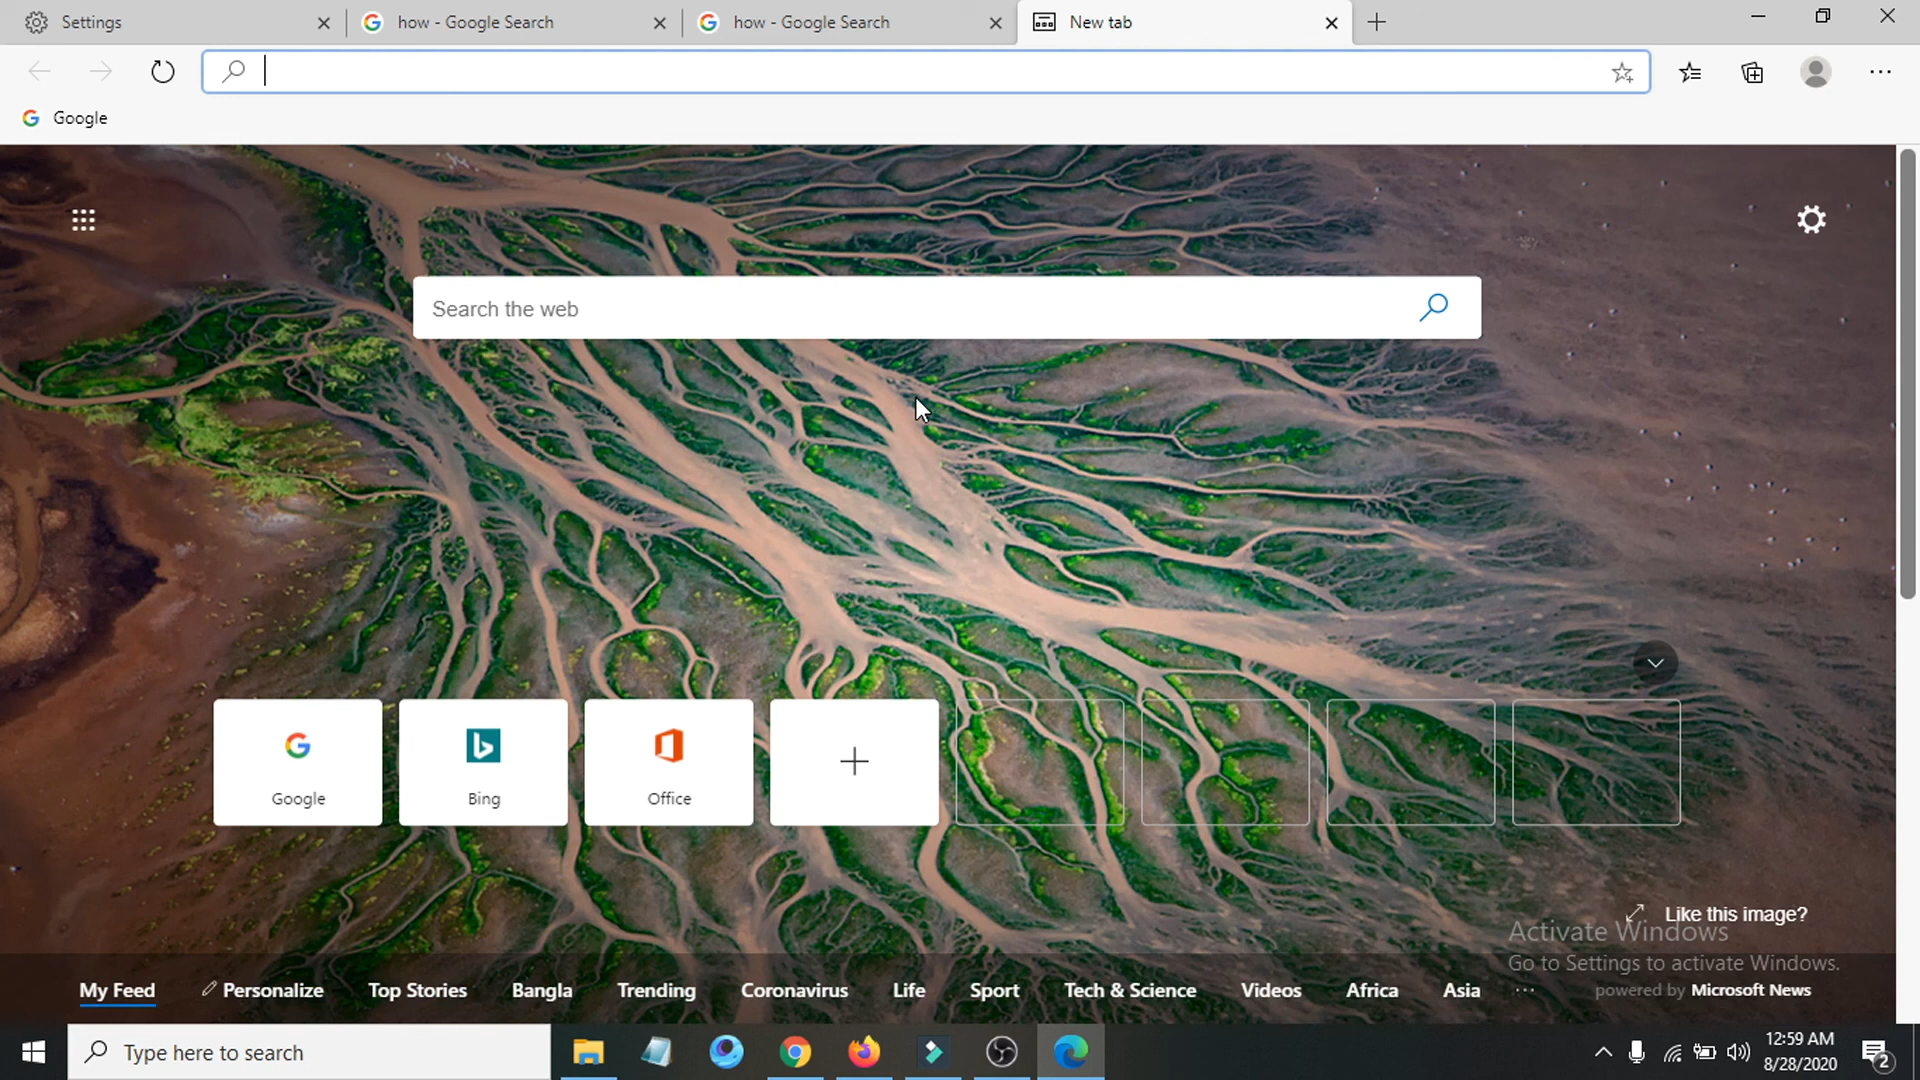 Settings
how - Google Search
how - Google Search
New tab
Google
Search the web
Google
Bing
Office
Like this image?
Activate Windows
Go to Settings to activate Windows.
My Feed
Personalize
Top Stories
Bangla
Trending
Coronavirus
Life
Sport
Tech & Science
Videos
Africa
Asia
...
powered by Microsoft News
Type here to search
12:59 AM
8/28/2020
2